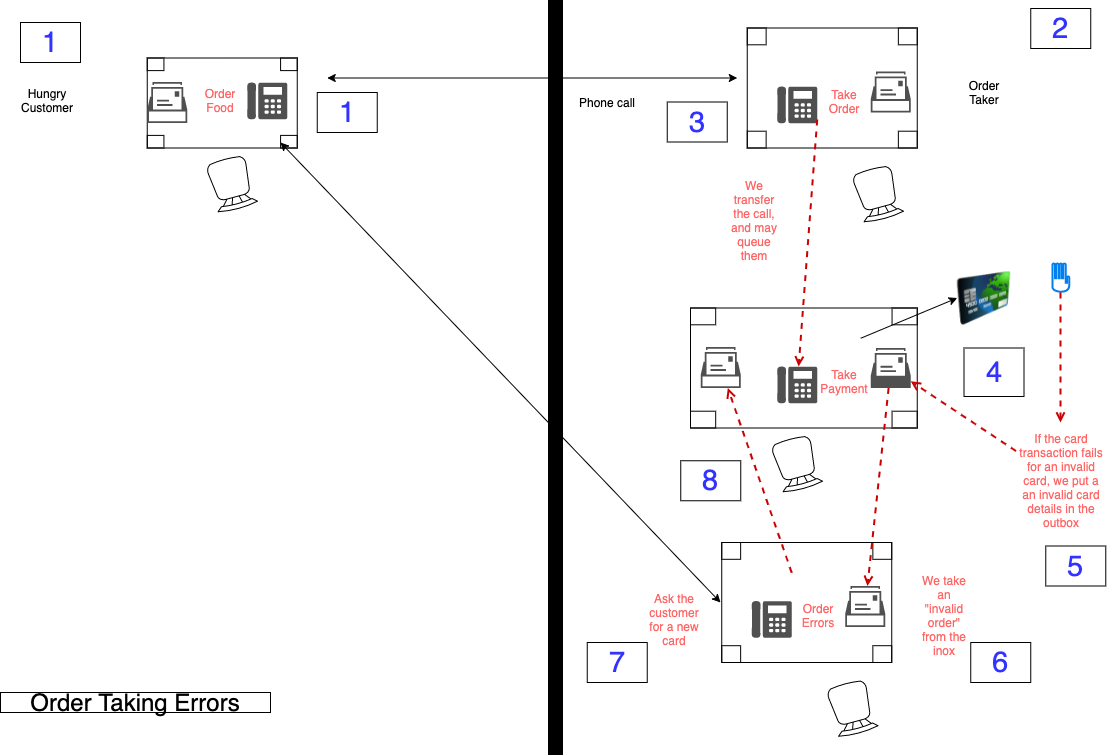 1
2
Hungry
Customer
Order
Food
1
Phone call
3
Take
Order
Order
Taker
We
transfer
the call,
and may
queue
them
Take
Payment
4
If the card
transaction fails
for an invalid
card, we put a
an invalid card
details in the
outbox
5
8
Ask the
customer
for a new
card
7
Order
Errors
We take
an
"invalid
order"
from the
inox
6
Order Taking Errors